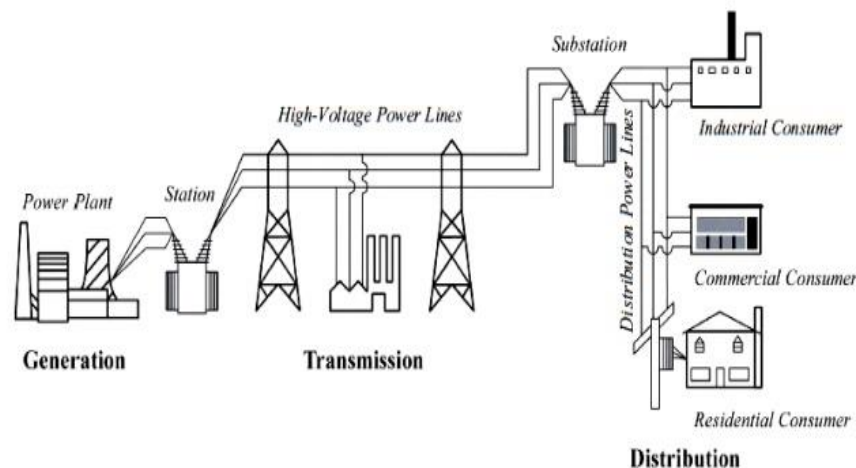 Substation
High-Voltage Power Lines
Industrial Consumer
Station
Power Plant
Distribution Power Lines
Commercial Consumer
Generation
Transmission
Residential Consumer
Distribution